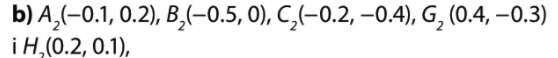 b) A₂(−0.1, 0.2), B₂(−0.5, 0), C₂(−0.2, −0.4), G₂ (0.4, −0.3)
i H₂(0.2, 0.1),